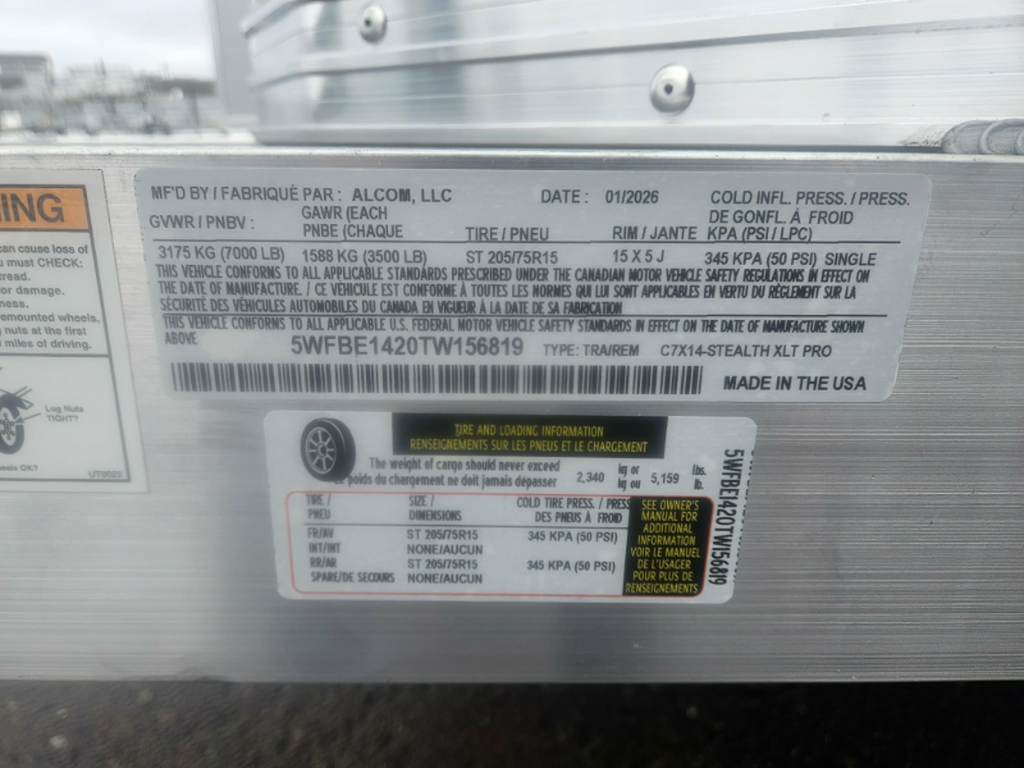 NING
can cause loss of
u must CHECK:
read.
or damage.
ness.
emounted wheels,
nuts at the first
miles of driving.
Lug Nuts
TIGHT?
heels OK?
MF'D BY / FABRIQUÉ PAR : ALCOM, LLC DATE : 01/2026 COLD INFL. PRESS. / PRESS.
GVWR / PNBV : GAWR (EACH DE GONFL. À FROID
PNBE (CHAQUE TIRE / PNEU RIM / JANTE KPA (PSI / LPC)
3175 KG (7000 LB) 1588 KG (3500 LB) ST 205/75R15 15 X 5 J 345 KPA (50 PSI) SINGLE
THIS VEHICLE CONFORMS TO ALL APPLICABLE STANDARDS PRESCRIBED UNDER THE CANADIAN MOTOR VEHICLE SAFETY REGULATIONS IN EFFECT ON
THE DATE OF MANUFACTURE. / CE VEHICULE EST CONFORME À TOUTES LES NORMES QUI LUI SONT APPLICABLES EN VERTU DU RÈGLEMENT SUR LA
SÉCURITÉ DES VÉHICULES AUTOMOBILES DU CANADA EN VIGUEUR À LA DATE DE SA FABRICATION
THIS VEHICLE CONFORMS TO ALL APPLICABLE U.S. FEDERAL MOTOR VEHICLE SAFETY STANDARDS IN EFFECT ON THE DATE OF MANUFACTURE SHOWN
ABOVE. 5WFBE1420TW156819 TYPE: TRA/REM C7X14-STEALTH XLT PRO
MADE IN THE USA
TIRE AND LOADING INFORMATION
RENSEIGNEMENTS SUR LES PNEUS ET LE CHARGEMENT
The weight of cargo should never exceed 2,340 kg or 5,159 lbs.
Le poids du chargement ne doit jamais dépasser kg ou lb.
TIRE / SIZE / COLD TIRE PRESS. / PRESS
PNEU DIMENSIONS DES PNEUS À FROID
FR/AV ST 205/75R15 345 KPA (50 PSI)
INT/INT NONE/AUCUN
RR/AR ST 205/75R15 345 KPA (50 PSI)
SPARE/DE SECOURS NONE/AUCUN
SEE OWNER'S
MANUAL FOR
ADDITIONAL
INFORMATION
VOIR LE MANUEL
DE L'USAGER
POUR PLUS DE
RENSEIGNEMENTS
5WFBE1420TW156819